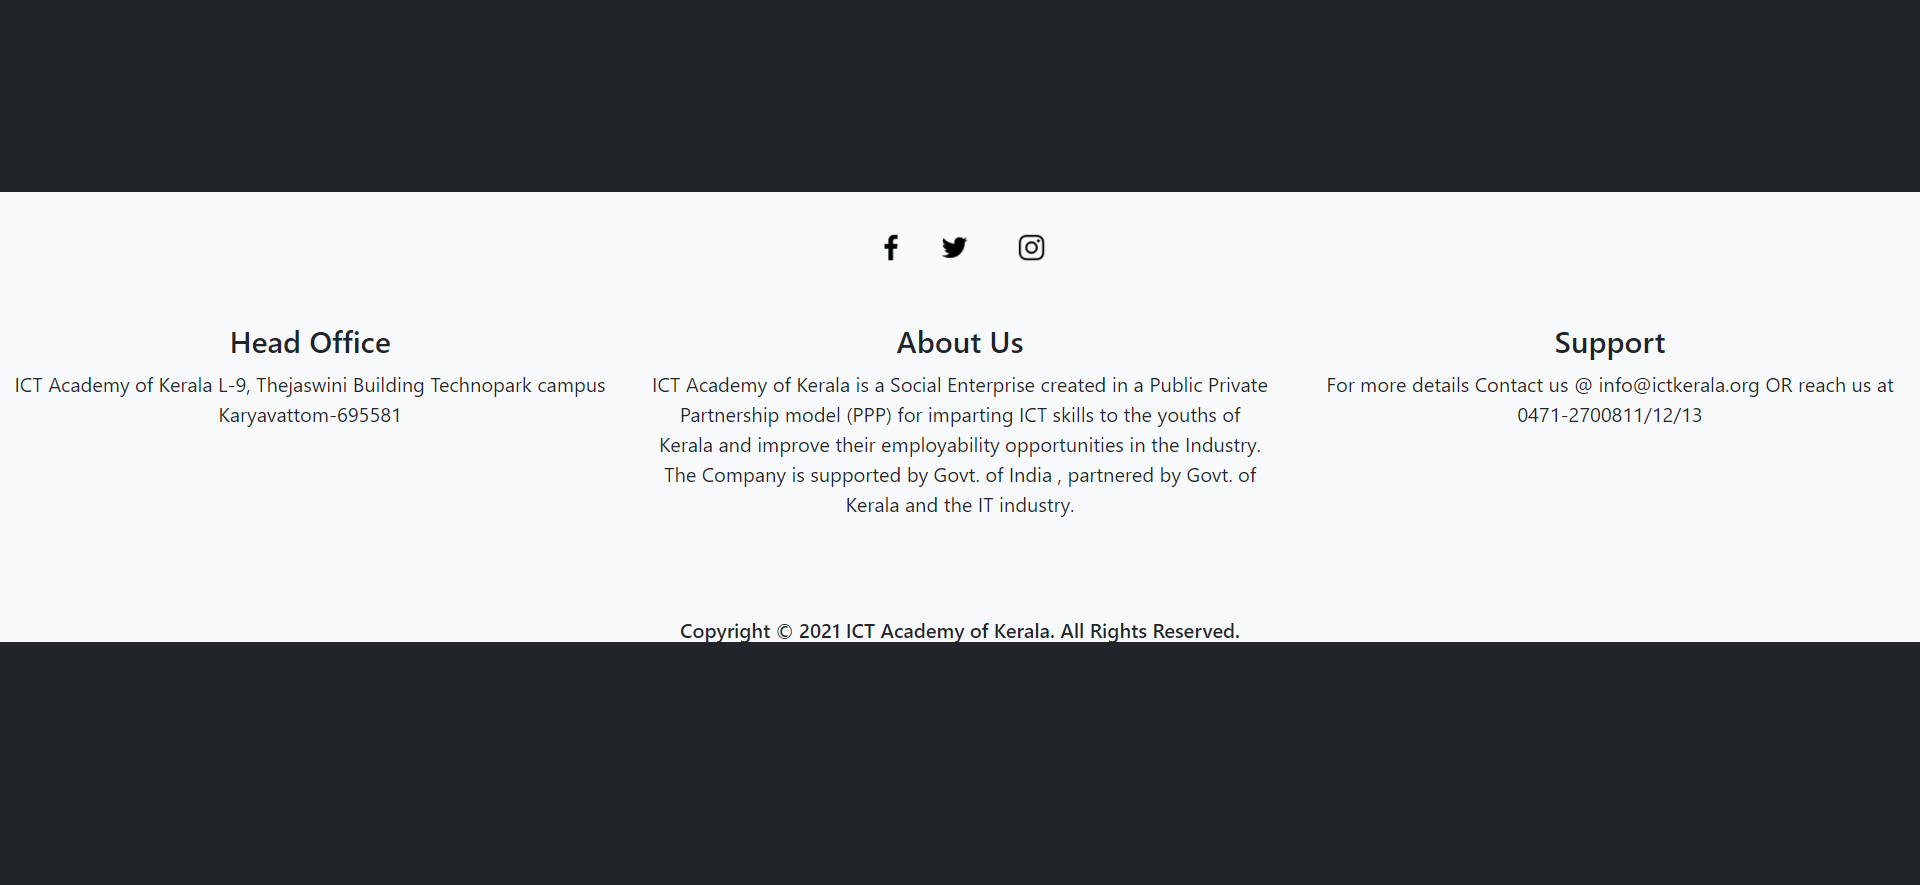 Head Office
ICT Academy of Kerala L-9, Thejaswini Building Technopark campus
Karyavattom-695581
About Us
ICT Academy of Kerala is a Social Enterprise created in a Public Private
Partnership model (PPP) for imparting ICT skills to the youths of
Kerala and improve their employability opportunities in the Industry.
The Company is supported by Govt. of India , partnered by Govt. of
Kerala and the IT industry.
Support
For more details Contact us @ info@ictkerala.org OR reach us at
0471-2700811/12/13
Copyright © 2021 ICT Academy of Kerala. All Rights Reserved.